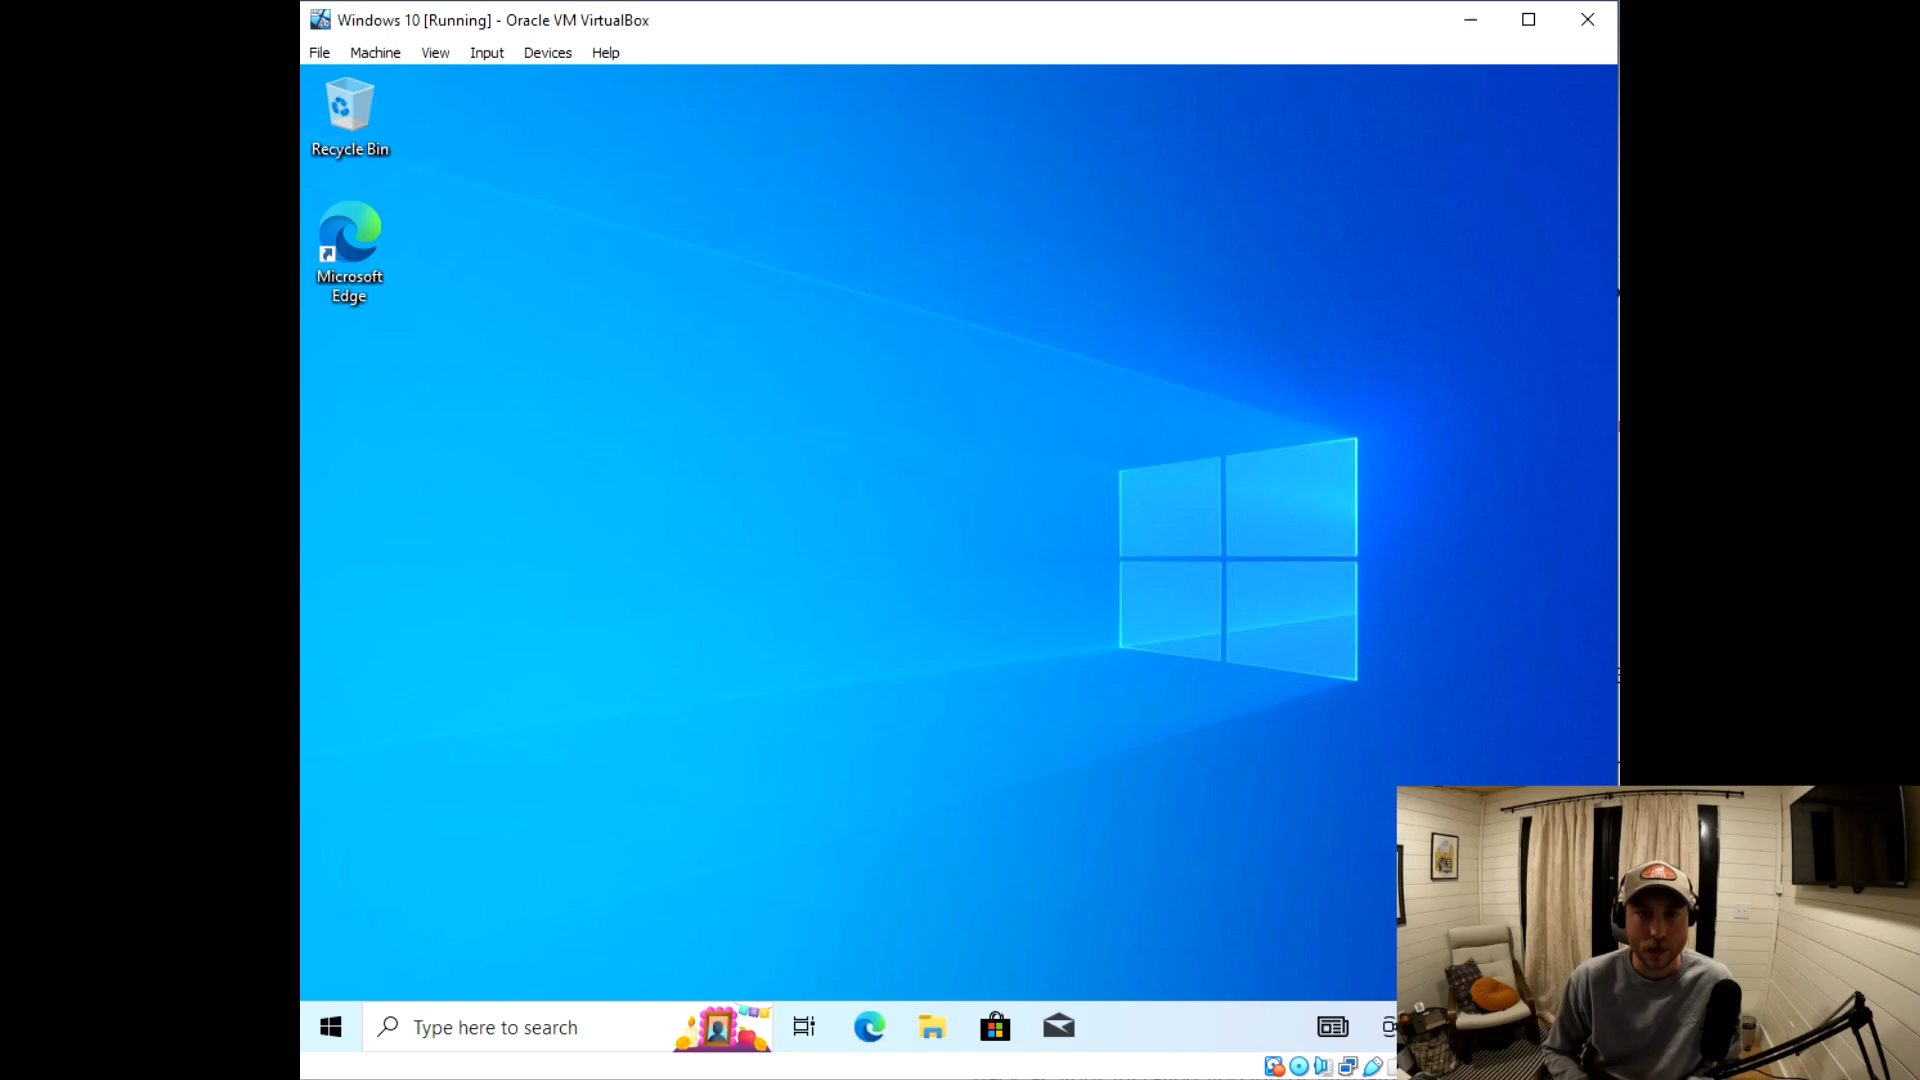 Windows 10 [Running] - Oracle VM VirtualBox
File Machine View Input Devices Help
Recycle Bin
Microsoft
Edge
Type here to search